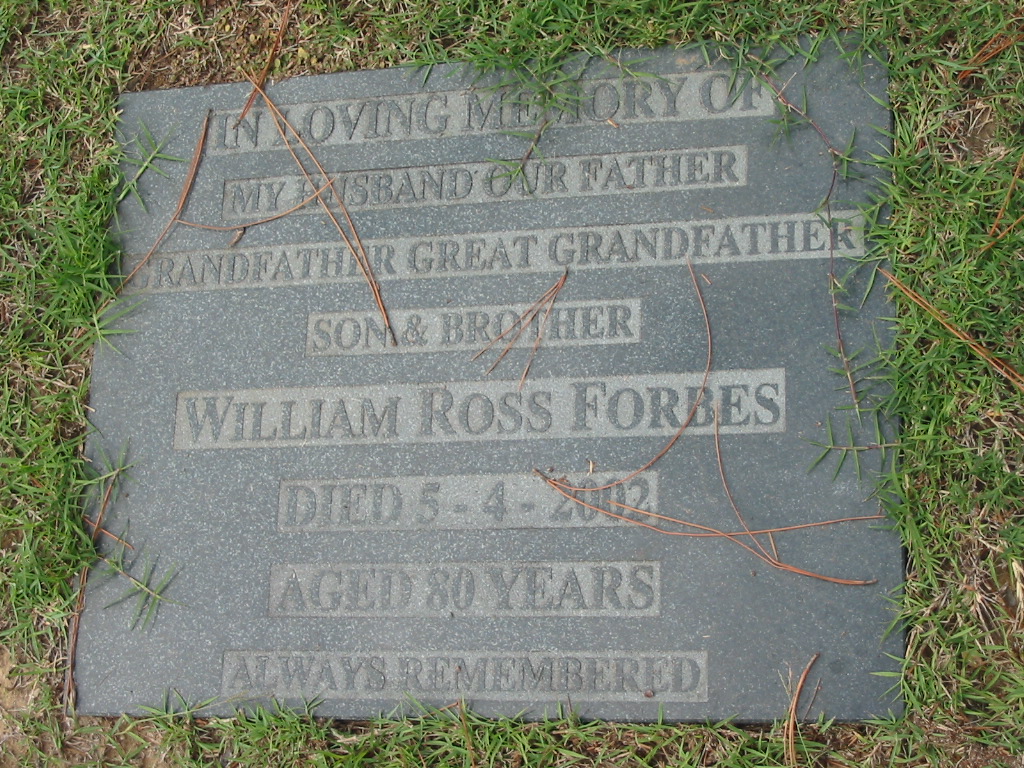 IN LOVING MEMORY OF
MY HUSBAND OUR FATHER
GRANDFATHER GREAT GRANDFATHER
SON & BROTHER
WILLIAM ROSS FORBES
DIED 5 - 4 - 2002
AGED 80 YEARS
ALWAYS REMEMBERED